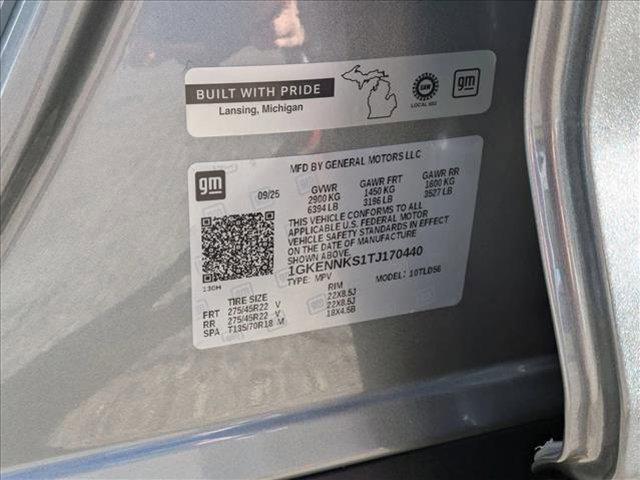 BUILT WITH PRIDE
Lansing, Michigan
UAW
LOCAL 602
gm
MFD BY GENERAL MOTORS LLC
gm
09/25
GVWR GAWR FRT GAWR RR
2900 KG 1450 KG 1600 KG
6394 LB 3196 LB 3527 LB
THIS VEHICLE CONFORMS TO ALL
APPLICABLE U.S. FEDERAL MOTOR
VEHICLE SAFETY STANDARDS IN EFFECT
ON THE DATE OF MANUFACTURE
SHOWN ABOVE.
1GKENNKS1TJ170440
TYPE: MPV MODEL: 10TLD56
130H
TIRE SIZE RIM
FRT 275/45R22 V 22X8.5J
RR 275/45R22 V 22X8.5J
SPA T135/70R18 M 18X4.5B